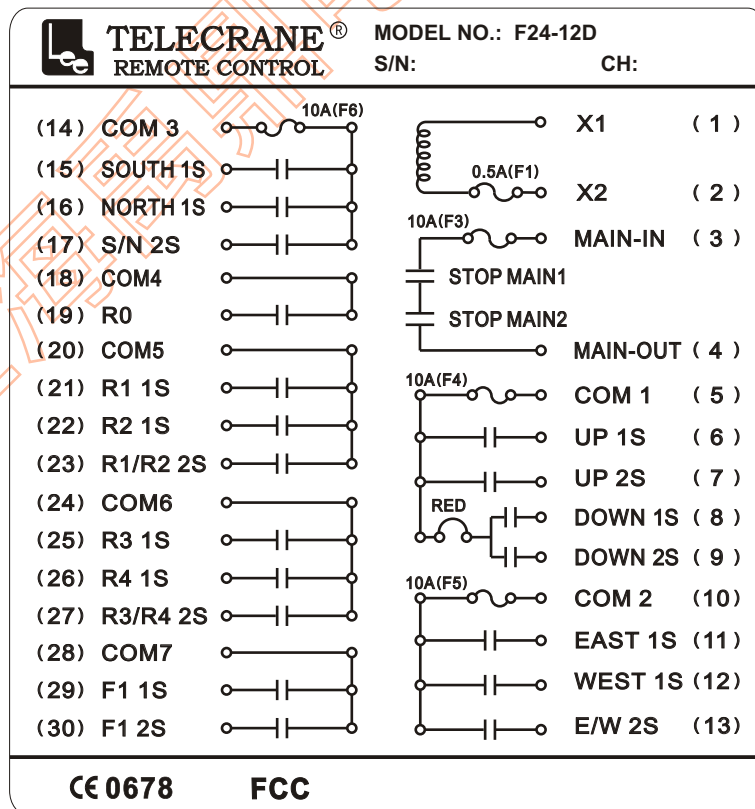 Lee TELECRANE®
REMOTE CONTROL
MODEL NO.: F24-12D
S/N: CH:
10A(F6)
(14) COM 3
(15) SOUTH 1S
(16) NORTH 1S
(17) S/N 2S
(18) COM4
(19) R0
(20) COM5
(21) R1 1S
(22) R2 1S
(23) R1/R2 2S
(24) COM6
(25) R3 1S
(26) R4 1S
(27) R3/R4 2S
(28) COM7
(29) F1 1S
(30) F1 2S
X1 ( 1 )
0.5A(F1)
X2 ( 2 )
10A(F3)
MAIN-IN ( 3 )
STOP MAIN1
STOP MAIN2
MAIN-OUT ( 4 )
10A(F4)
COM 1 ( 5 )
UP 1S ( 6 )
UP 2S ( 7 )
RED
DOWN 1S ( 8 )
DOWN 2S ( 9 )
10A(F5)
COM 2 (10)
EAST 1S (11)
WEST 1S (12)
E/W 2S (13)
CE 0678 FCC